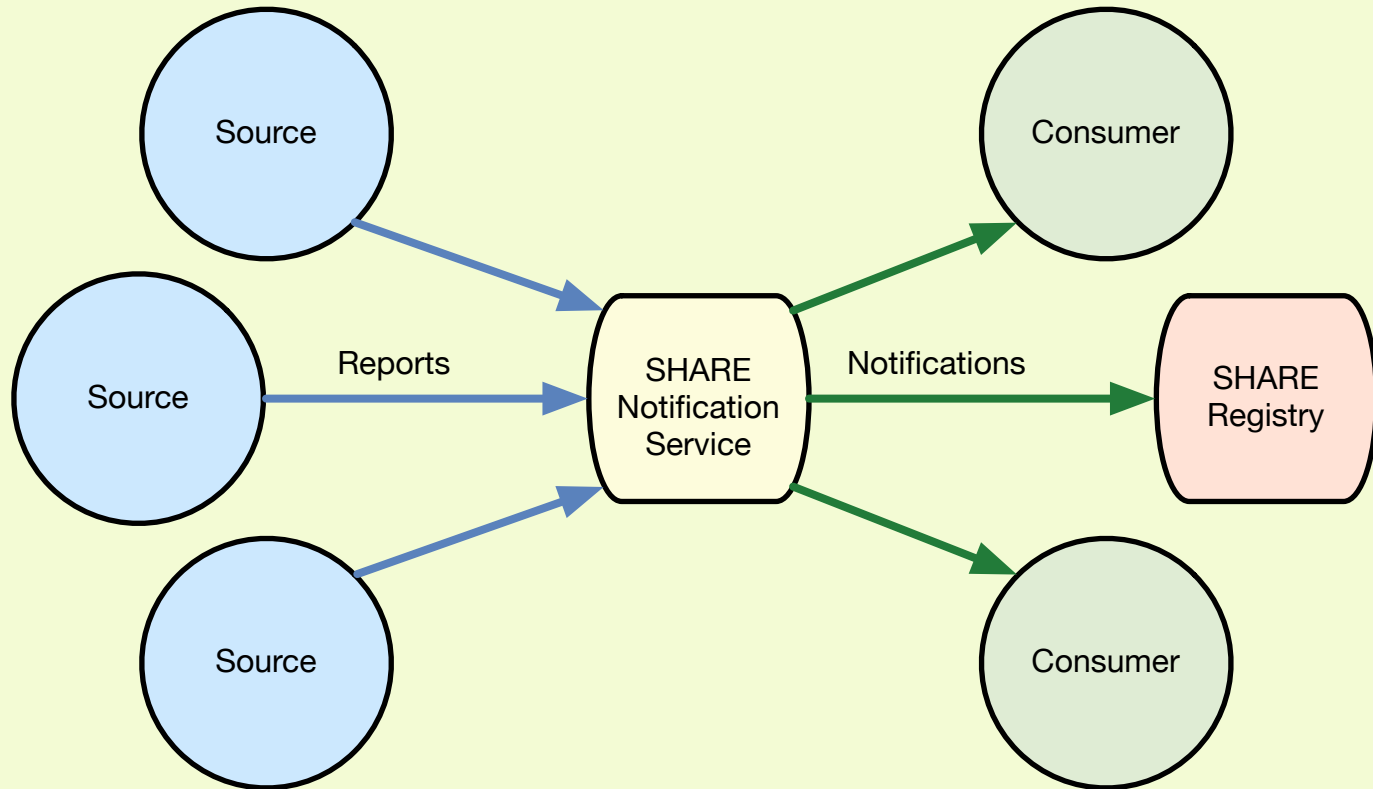 Source
Consumer
Source
Reports
SHARE
Notification
Service
Notifications
SHARE
Registry
Source
Consumer